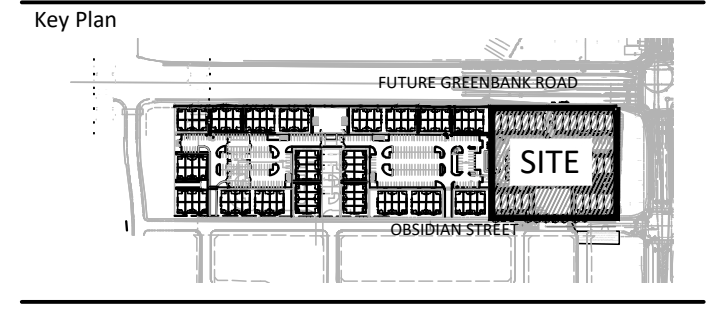 Key Plan
FUTURE GREENBANK ROAD
SITE
OBSIDIAN STREET